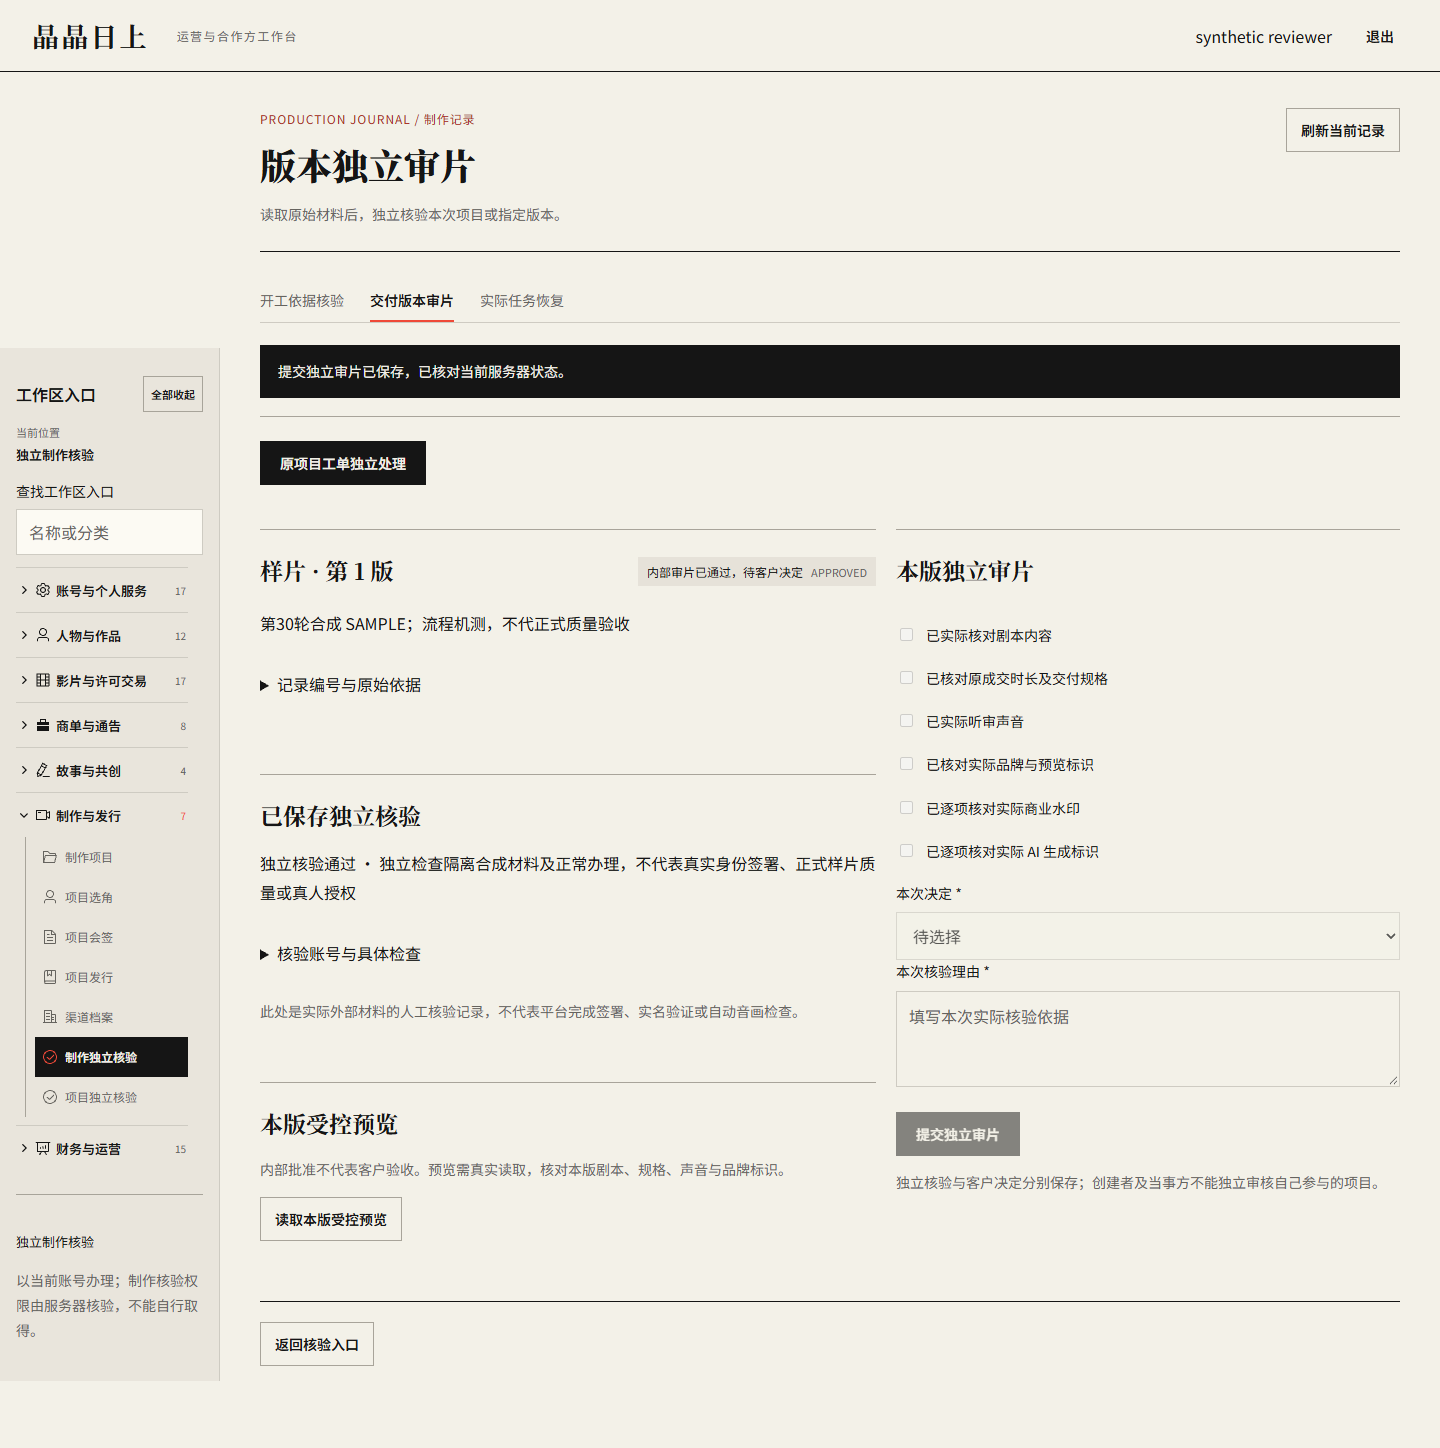 晶晶日上
运营与合作方工作台
synthetic reviewer
退出
PRODUCTION JOURNAL / 制作记录
版本独立审片
读取原始材料后，独立核验本次项目或指定版本。
刷新当前记录
开工依据核验
交付版本审片
实际任务恢复
提交独立审片已保存，已核对当前服务器状态。
原项目工单独立处理
工作区入口
全部收起
当前位置
独立制作核验
查找工作区入口
名称或分类
账号与个人服务 17
人物与作品 12
影片与许可交易 17
商单与通告 8
故事与共创 4
制作与发行 7
制作项目
项目选角
项目会签
项目发行
渠道档案
制作独立核验
项目独立核验
财务与运营 15
独立制作核验
以当前账号办理；制作核验权
限由服务器核验，不能自行取
得。
样片 · 第 1 版
内部审片已通过，待客户决定 APPROVED
第30轮合成 SAMPLE；流程机测，不代正式质量验收
记录编号与原始依据
已保存独立核验
独立核验通过 · 独立检查隔离合成材料及正常办理，不代表真实身份签署、正式样片质
量或真人授权
核验账号与具体检查
此处是实际外部材料的人工核验记录，不代表平台完成签署、实名验证或自动音画检查。
本版受控预览
内部批准不代表客户验收。预览需真实读取，核对本版剧本、规格、声音与品牌标识。
读取本版受控预览
本版独立审片
已实际核对剧本内容
已核对原成交时长及交付规格
已实际听审声音
已核对实际品牌与预览标识
已逐项核对实际商业水印
已逐项核对实际 AI 生成标识
本次决定 *
待选择
本次核验理由 *
填写本次实际核验依据
提交独立审片
独立核验与客户决定分别保存；创建者及当事方不能独立审核自己参与的项目。
返回核验入口